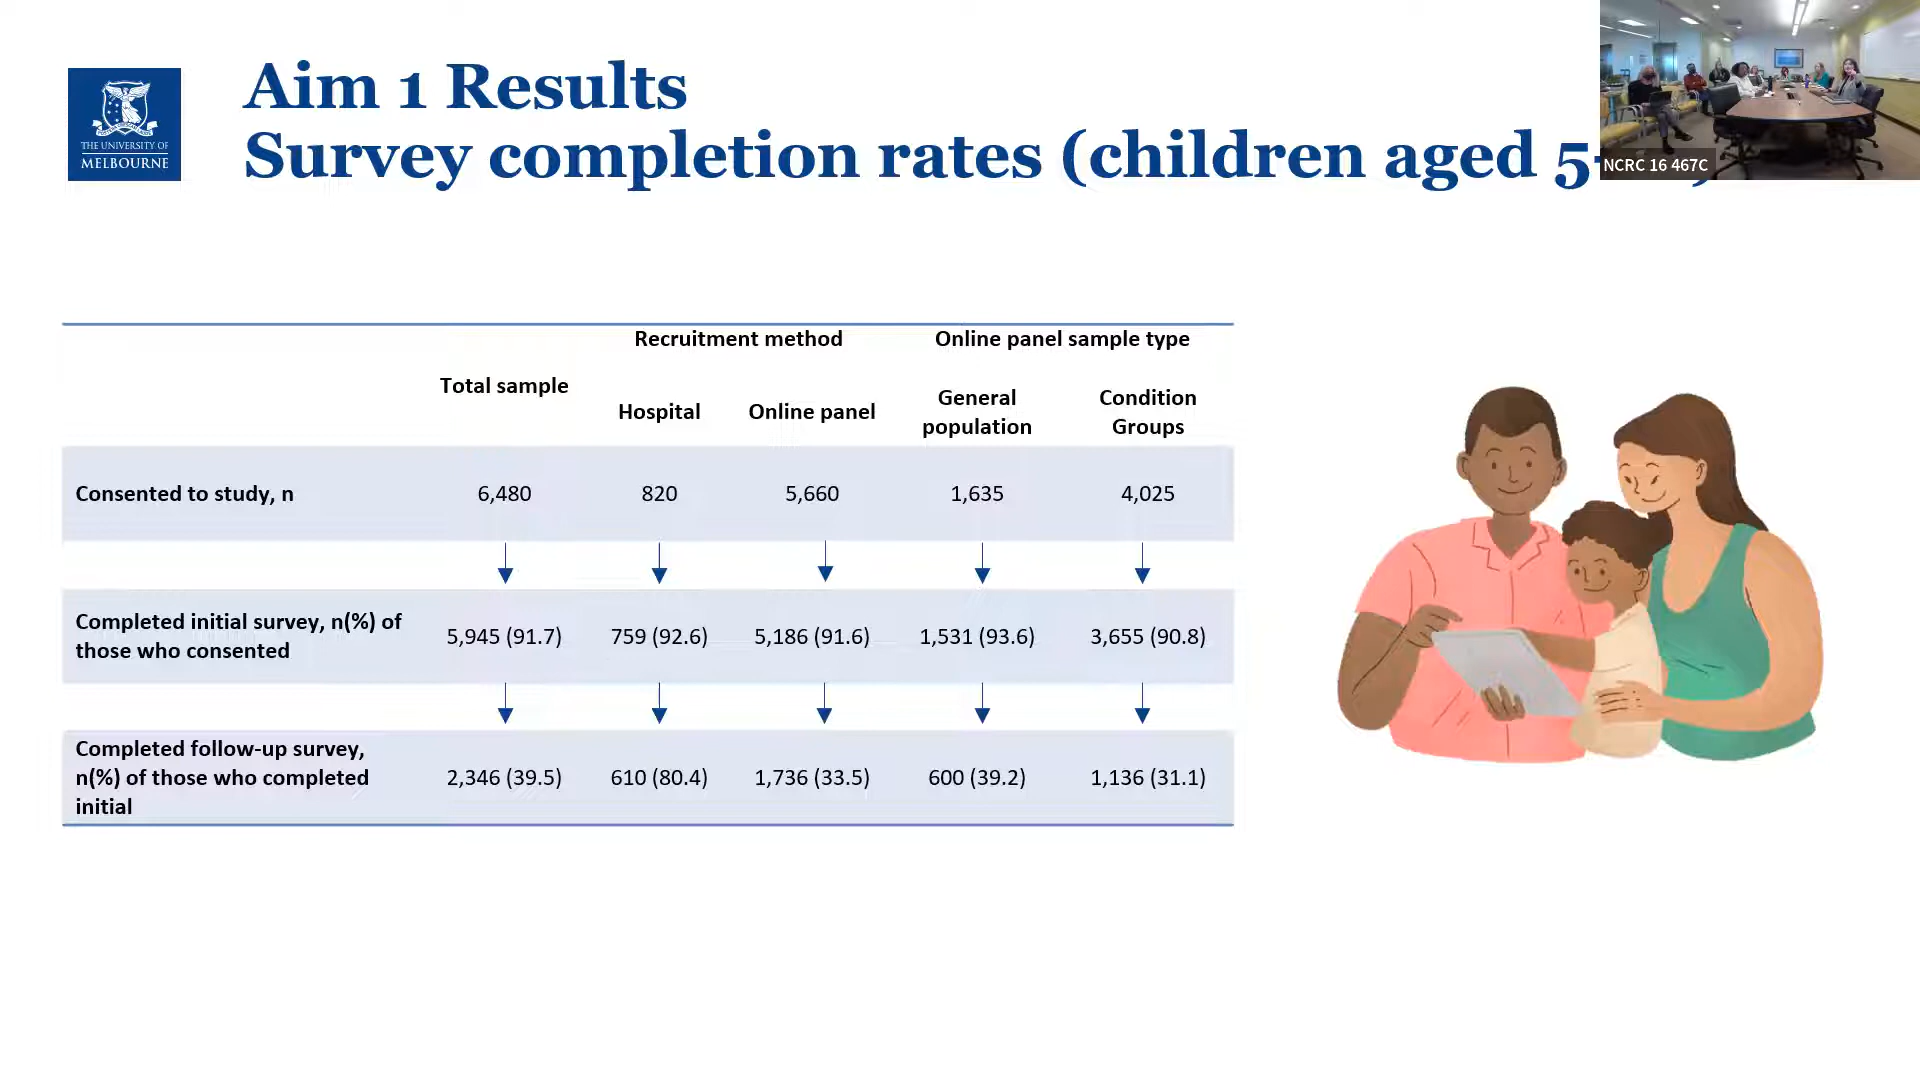 THE UNIVERSITY OF
MELBOURNE
Aim 1 Results
Survey completion rates (children aged 5-
NCRC 16 467C
Recruitment method Online panel sample type
Total sample
Hospital Online panel General population Condition Groups
Consented to study, n 6,480 820 5,660 1,635 4,025
Completed initial survey, n(%) of
those who consented 5,945 (91.7) 759 (92.6) 5,186 (91.6) 1,531 (93.6) 3,655 (90.8)
Completed follow-up survey,
n(%) of those who completed 2,346 (39.5) 610 (80.4) 1,736 (33.5) 600 (39.2) 1,136 (31.1)
initial